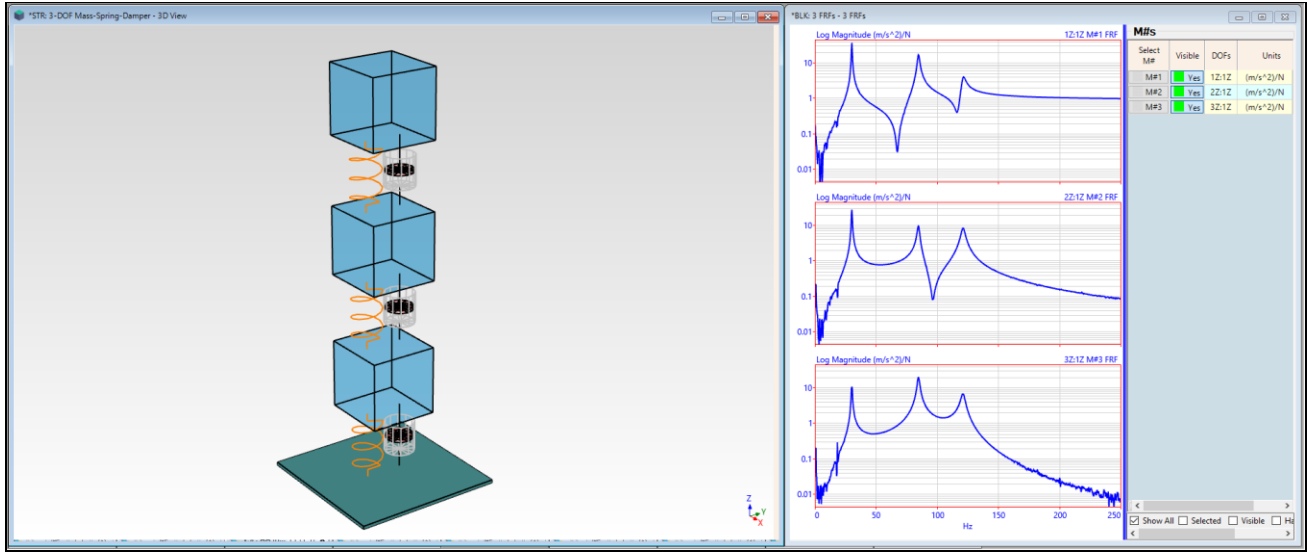 *STR: 3-DOF Mass-Spring-Damper - 3D View
Z
Y
X
*BLK: 3 FRFs - 3 FRFs
Log Magnitude (m/s^2)/N 1Z:1Z M#1 FRF
10
1
0.1
0.01
Log Magnitude (m/s^2)/N 2Z:1Z M#2 FRF
10
1
0.1
0.01
Log Magnitude (m/s^2)/N 3Z:1Z M#3 FRF
10
1
0.1
0.01
0 50 100 150 200 250
Hz
M#s
Select M# Visible DOFs Units
M#1 Yes 1Z:1Z (m/s^2)/N
M#2 Yes 2Z:1Z (m/s^2)/N
M#3 Yes 3Z:1Z (m/s^2)/N
Show All Selected Visible Ha